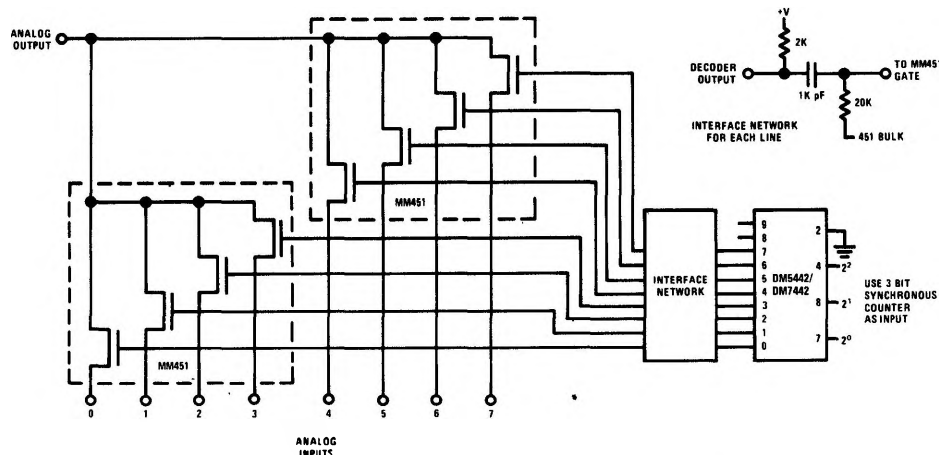 ANALOG
OUTPUT
+V
2K
DECODER
OUTPUT
TO MM451
GATE
1K pF
20K
INTERFACE NETWORK
FOR EACH LINE
451 BULK
MM451
MM451
INTERFACE
NETWORK
9
8
7
6
5
4
3
2
1
0
DM5442/
DM7442
2
4
8
7
2²
2¹
2⁰
USE 3 BIT
SYNCHRONOUS
COUNTER
AS INPUT
0 1 2 3 4 5 6 7
ANALOG
INPUTS